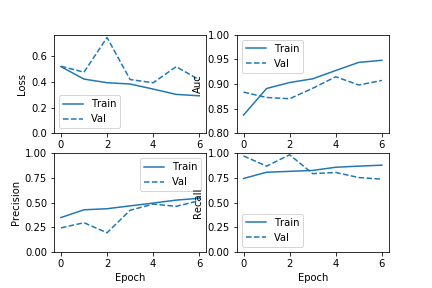 Loss
0.6
0.4
0.2
0.0
0 2 4 6
Train
Val
Auc
1.00
0.95
0.90
0.85
0.80
0 2 4 6
Train
Val
Precision
1.00
0.75
0.50
0.25
0.00
0 2 4 6
Epoch
Train
Val
Recall
1.00
0.75
0.50
0.25
0.00
0 2 4 6
Epoch
Train
Val